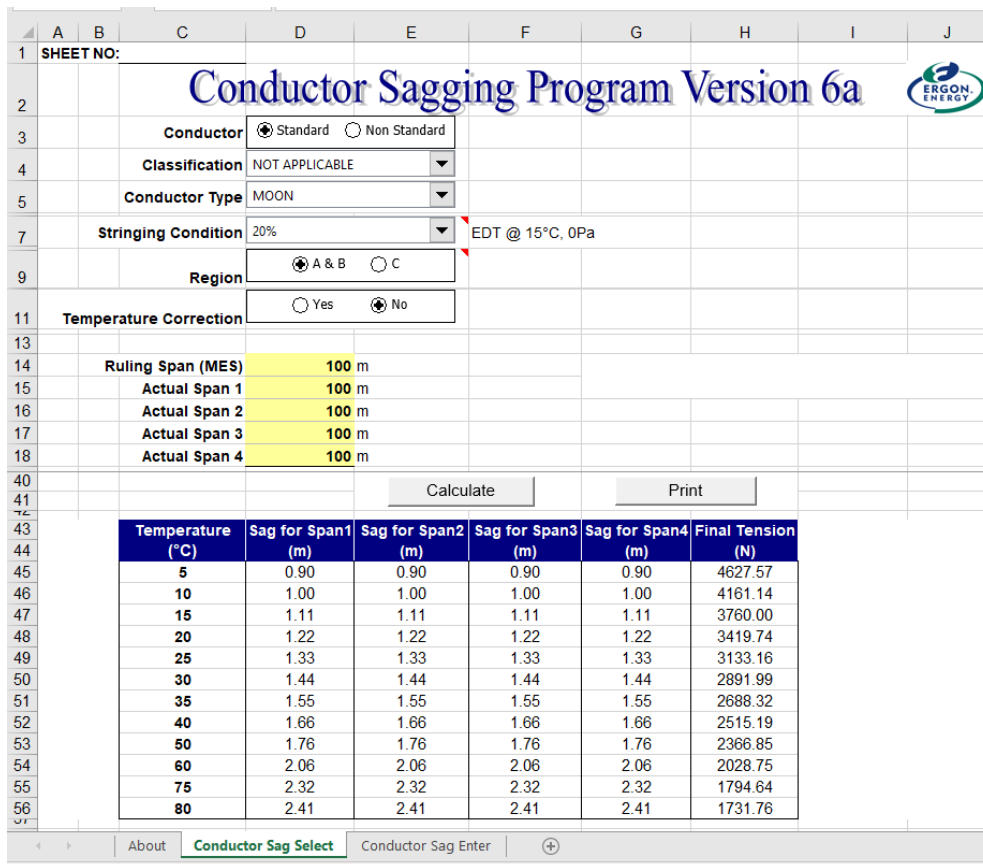 A B C D E F G H I J
1 SHEET NO:
2 Conductor Sagging Program Version 6a ERGON. ENERGY
3 Conductor Standard Non Standard
4 Classification NOT APPLICABLE
5 Conductor Type MOON
7 Stringing Condition 20% EDT @ 15°C, 0Pa
9 Region A & B C
11 Temperature Correction Yes No
13
14 Ruling Span (MES) 100 m
15 Actual Span 1 100 m
16 Actual Span 2 100 m
17 Actual Span 3 100 m
18 Actual Span 4 100 m
40 Calculate Print
41
43 Temperature Sag for Span1 Sag for Span2 Sag for Span3 Sag for Span4 Final Tension
44 (°C) (m) (m) (m) (m) (N)
45 5 0.90 0.90 0.90 0.90 4627.57
46 10 1.00 1.00 1.00 1.00 4161.14
47 15 1.11 1.11 1.11 1.11 3760.00
48 20 1.22 1.22 1.22 1.22 3419.74
49 25 1.33 1.33 1.33 1.33 3133.16
50 30 1.44 1.44 1.44 1.44 2891.99
51 35 1.55 1.55 1.55 1.55 2688.32
52 40 1.66 1.66 1.66 1.66 2515.19
53 50 1.76 1.76 1.76 1.76 2366.85
54 60 2.06 2.06 2.06 2.06 2028.75
55 75 2.32 2.32 2.32 2.32 1794.64
56 80 2.41 2.41 2.41 2.41 1731.76
About Conductor Sag Select Conductor Sag Enter